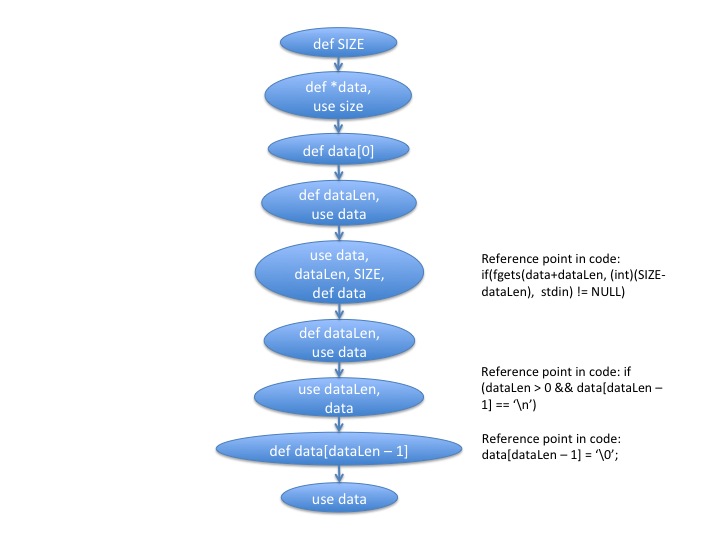 def SIZE
def *data,
use size
def data[0]
def dataLen,
use data
use data,
dataLen, SIZE,
def data
Reference point in code:
if(fgets(data+dataLen, (int)(SIZE-
dataLen),  stdin) != NULL)
def dataLen,
use data
use dataLen,
data
Reference point in code: if
(dataLen > 0 && data[dataLen –
1] == ‘\n’)
def data[dataLen – 1]
Reference point in code:
data[dataLen – 1] = ‘\0’;
use data